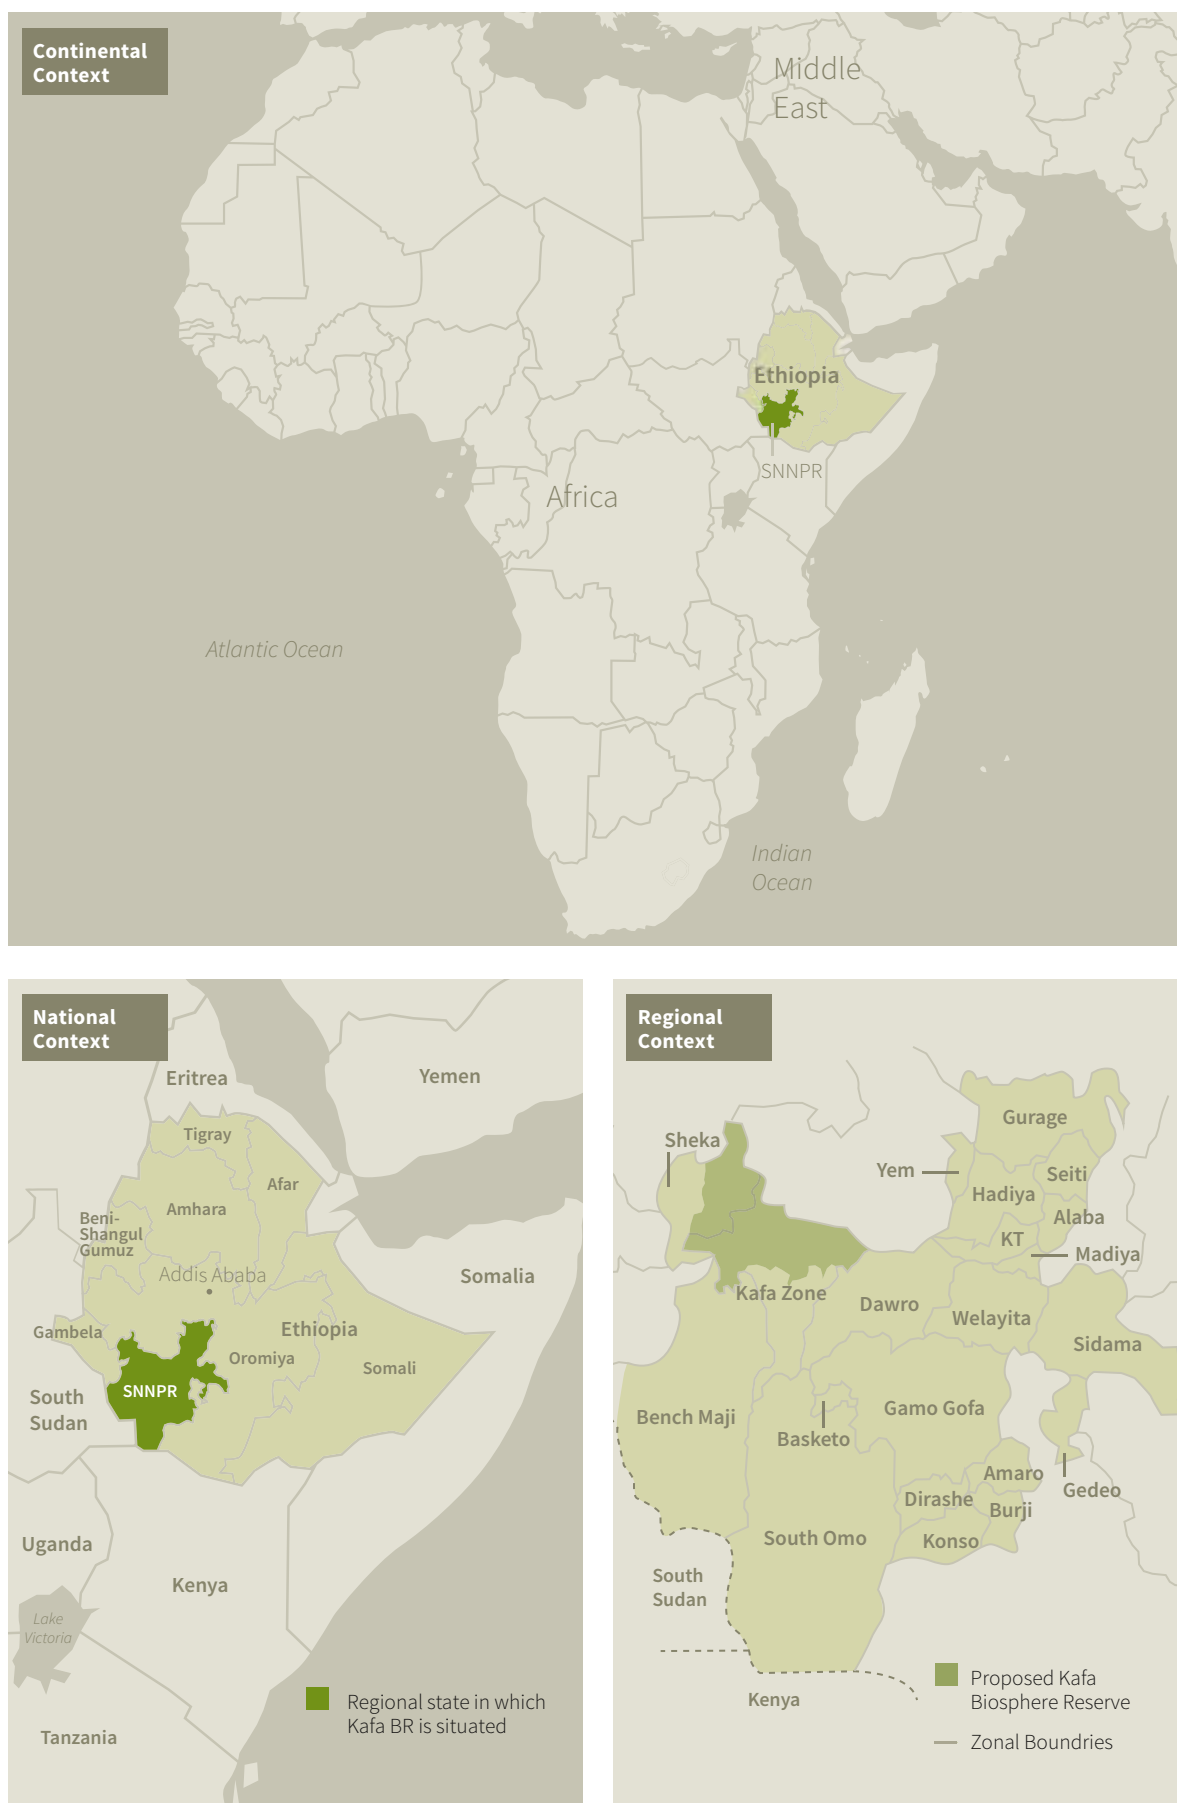 Continental
Context
Middle
East
Ethiopia
SNNPR
Africa
Atlantic Ocean
Indian
Ocean
National
Context
Eritrea
Yemen
Tigray
Afar
Amhara
Beni-
Shangul
Gumuz
Addis Ababa
Somalia
Gambela
Ethiopia
Oromiya
Somali
SNNPR
South
Sudan
Uganda
Kenya
Lake
Victoria
Tanzania
Regional state in which
Kafa BR is situated
Regional
Context
Gurage
Sheka
Yem
Seiti
Hadiya
Alaba
KT
Madiya
Kafa Zone
Dawro
Welayita
Sidama
Bench Maji
Gamo Gofa
Basketo
Amaro
Gedeo
Dirashe
Burji
South Omo
Konso
South
Sudan
Kenya
Proposed Kafa
Biosphere Reserve
Zonal Boundries